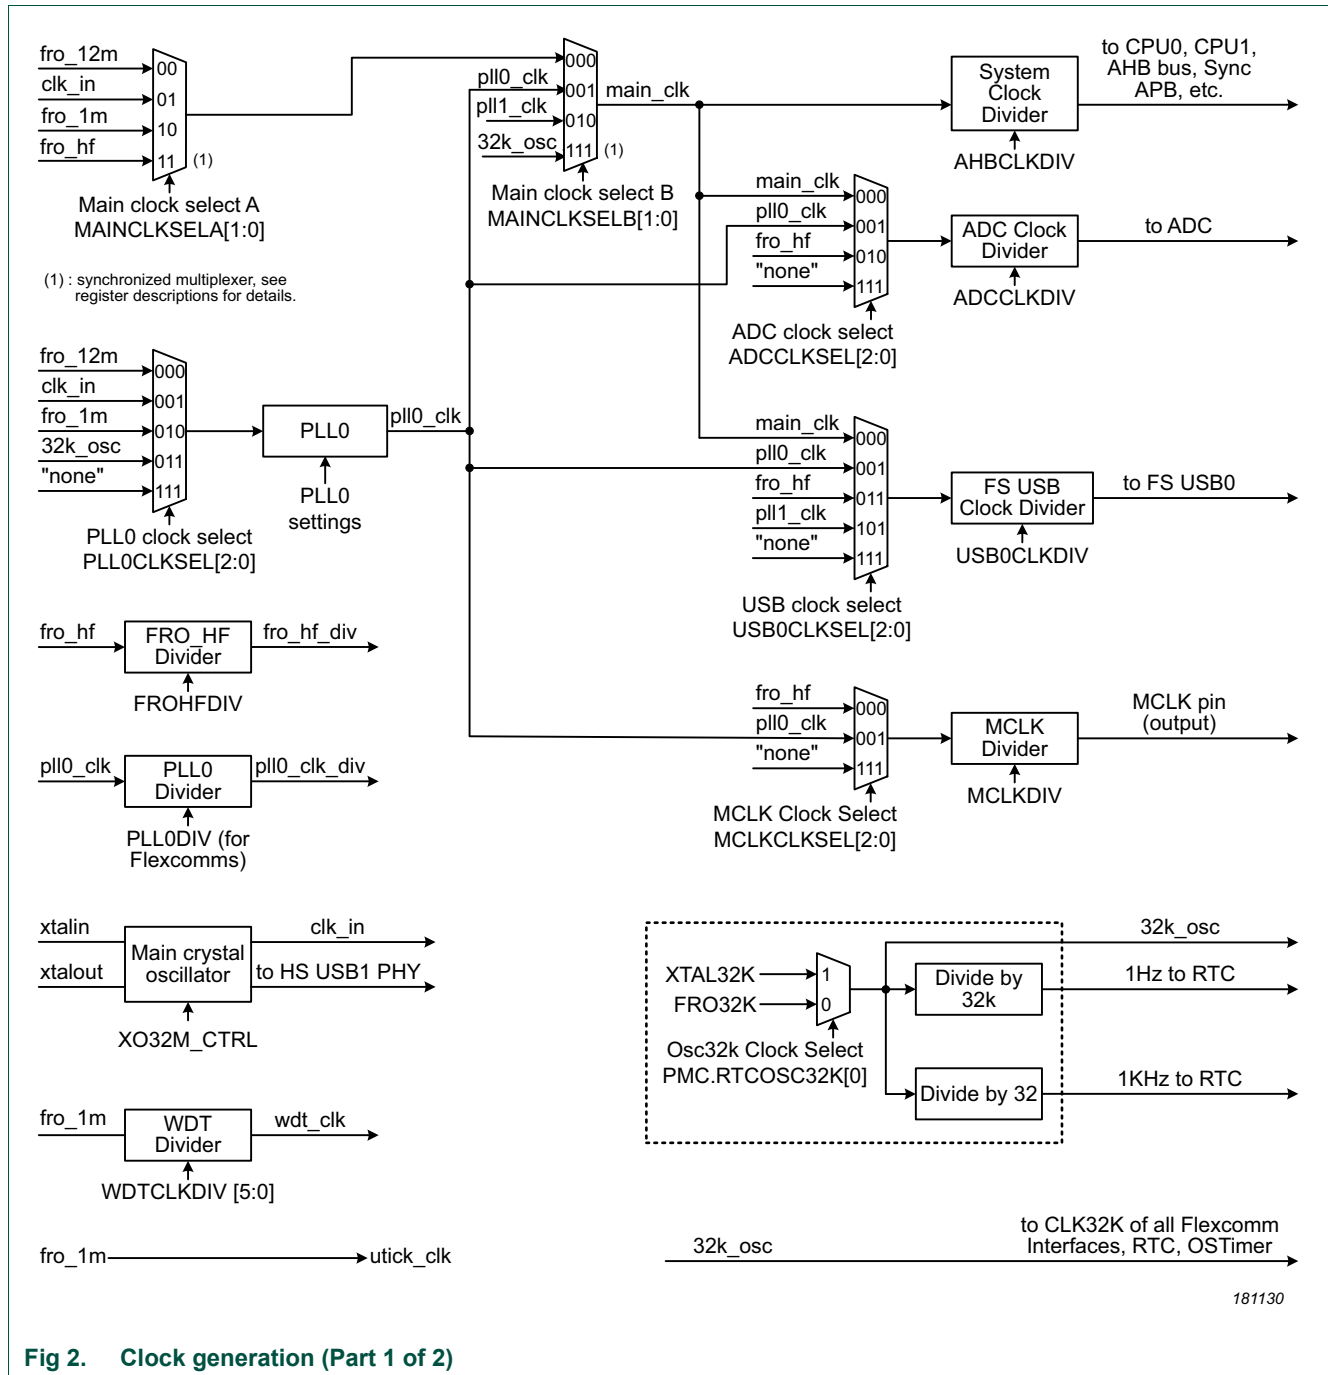 fro_12m
clk_in
fro_1m
fro_hf
00
01
10
11
(1)
Main clock select A
MAINCLKSELA[1:0]
(1) : synchronized multiplexer, see
register descriptions for details.
pll0_clk
pll1_clk
32k_osc
000
001
010
111
(1)
main_clk
Main clock select B
MAINCLKSELB[1:0]
System
Clock
Divider
AHBCLKDIV
to CPU0, CPU1,
AHB bus, Sync
APB, etc.
main_clk
pll0_clk
fro_hf
"none"
000
001
010
111
ADC clock select
ADCCLKSEL[2:0]
ADC Clock
Divider
ADCCLKDIV
to ADC
fro_12m
clk_in
fro_1m
32k_osc
"none"
000
001
010
011
111
PLL0 clock select
PLL0CLKSEL[2:0]
PLL0
pll0_clk
PLL0
settings
main_clk
pll0_clk
fro_hf
pll1_clk
"none"
000
001
011
101
111
USB clock select
USB0CLKSEL[2:0]
FS USB
Clock Divider
USB0CLKDIV
to FS USB0
fro_hf
FRO_HF
Divider
fro_hf_div
FROHFDIV
fro_hf
pll0_clk
"none"
000
001
111
MCLK Clock Select
MCLKCLKSEL[2:0]
MCLK
Divider
MCLKDIV
MCLK pin
(output)
pll0_clk
PLL0
Divider
pll0_clk_div
PLL0DIV (for
Flexcomms)
xtalin
xtalout
Main crystal
oscillator
clk_in
to HS USB1 PHY
XO32M_CTRL
XTAL32K
FRO32K
1
0
Osc32k Clock Select
PMC.RTCOSC32K[0]
32k_osc
Divide by
32k
1Hz to RTC
Divide by 32
1KHz to RTC
fro_1m
WDT
Divider
wdt_clk
WDTCLKDIV [5:0]
fro_1m
utick_clk
32k_osc
to CLK32K of all Flexcomm
Interfaces, RTC, OSTimer
181130
Fig 2. Clock generation (Part 1 of 2)